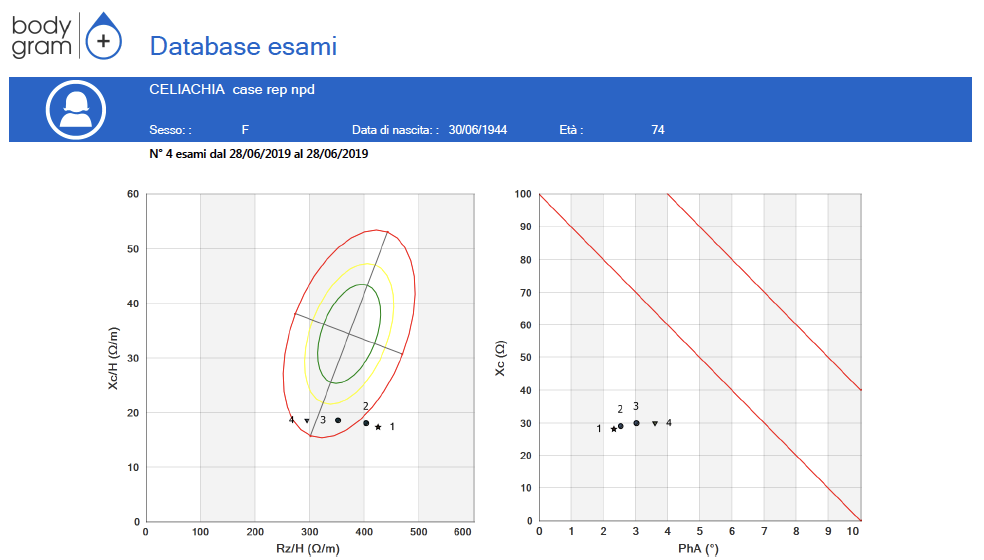 body
gram
Database esami
CELIACHIA case rep npd
Sesso: : F Data di nascita: : 30/06/1944 Età : 74
N° 4 esami dal 28/06/2019 al 28/06/2019
60
50
40
30
20
10
0
Xc/H (Ω/m)
0 100 200 300 400 500 600
Rz/H (Ω/m)
4 3 2 1
100
90
80
70
60
50
40
30
20
10
0
Xc (Ω)
0 1 2 3 4 5 6 7 8 9 10
PhA (°)
1 2 3 4